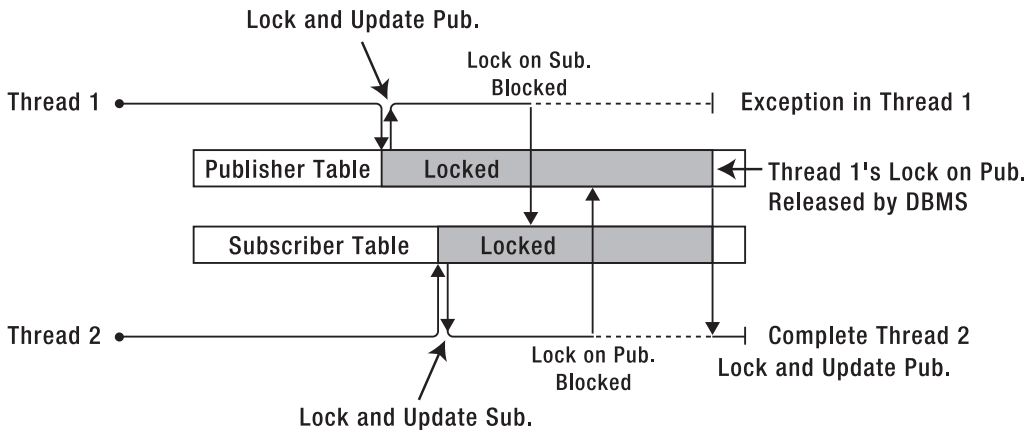 Lock and Update Pub.
Lock on Sub.
Blocked
Thread 1
Exception in Thread 1
Publisher Table
Locked
Thread 1's Lock on Pub.
Released by DBMS
Subscriber Table
Locked
Thread 2
Complete Thread 2
Lock on Pub.
Blocked
Lock and Update Pub.
Lock and Update Sub.